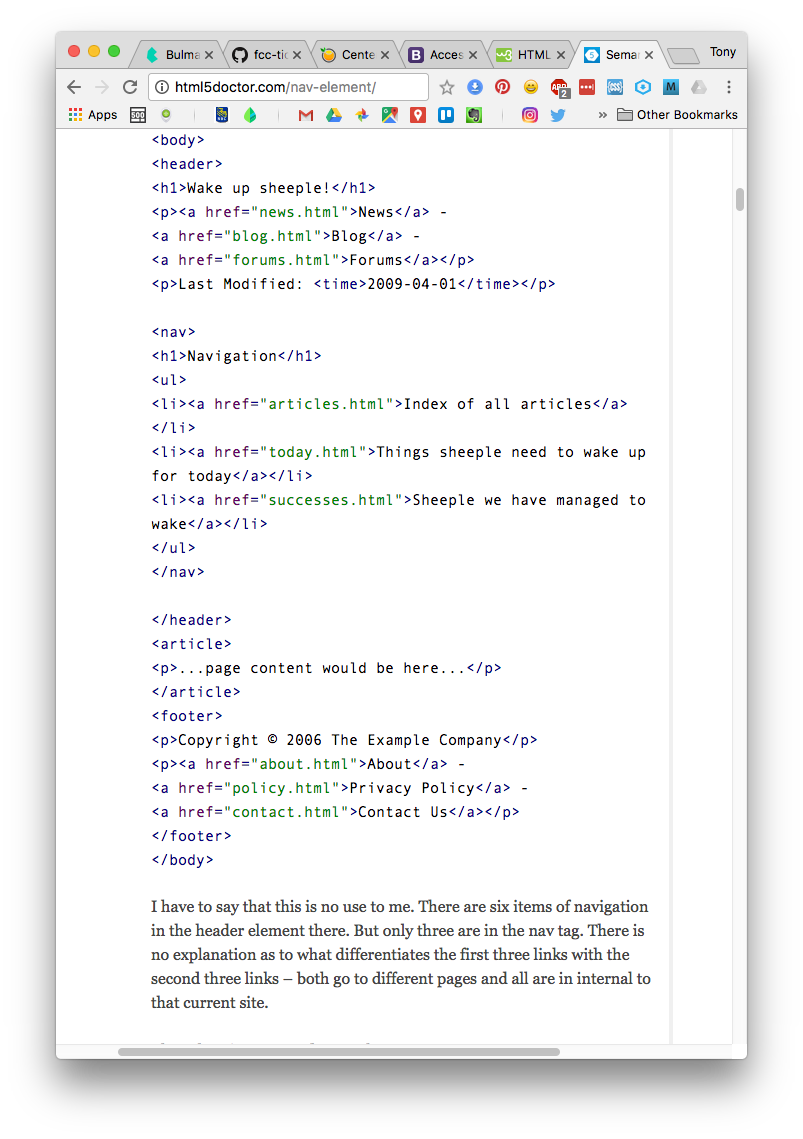 Bulma
fcc-tic
Cente
Acces
HTML
Semai
Tony
html5doctor.com/nav-element/
Apps
Other Bookmarks
<body>
<header>
<h1>Wake up sheeple!</h1>
<p><a href="news.html">News</a> -
<a href="blog.html">Blog</a> -
<a href="forums.html">Forums</a></p>
<p>Last Modified: <time>2009-04-01</time></p>
<nav>
<h1>Navigation</h1>
<ul>
<li><a href="articles.html">Index of all articles</a>
</li>
<li><a href="today.html">Things sheeple need to wake up
for today</a></li>
<li><a href="successes.html">Sheeple we have managed to
wake</a></li>
</ul>
</nav>
</header>
<article>
<p>...page content would be here...</p>
</article>
<footer>
<p>Copyright © 2006 The Example Company</p>
<p><a href="about.html">About</a> -
<a href="policy.html">Privacy Policy</a> -
<a href="contact.html">Contact Us</a></p>
</footer>
</body>
I have to say that this is no use to me. There are six items of navigation
in the header element there. But only three are in the nav tag. There is
no explanation as to what differentiates the first three links with the
second three links – both go to different pages and all are in internal to
that current site.